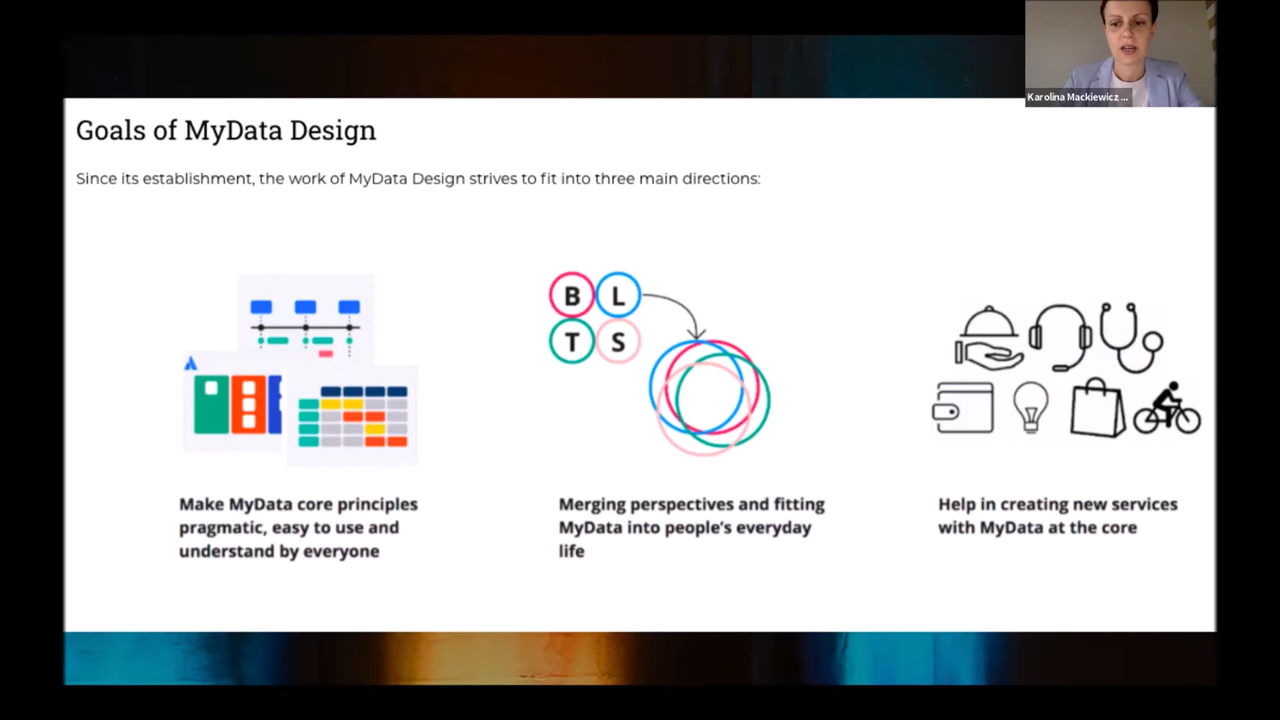 Karolina Mackiewicz ...
Goals of MyData Design
Since its establishment, the work of MyData Design strives to fit into three main directions:
B L
T S
Make MyData core principles
pragmatic, easy to use and
understand by everyone
Merging perspectives and fitting
MyData into people's everyday
life
Help in creating new services
with MyData at the core